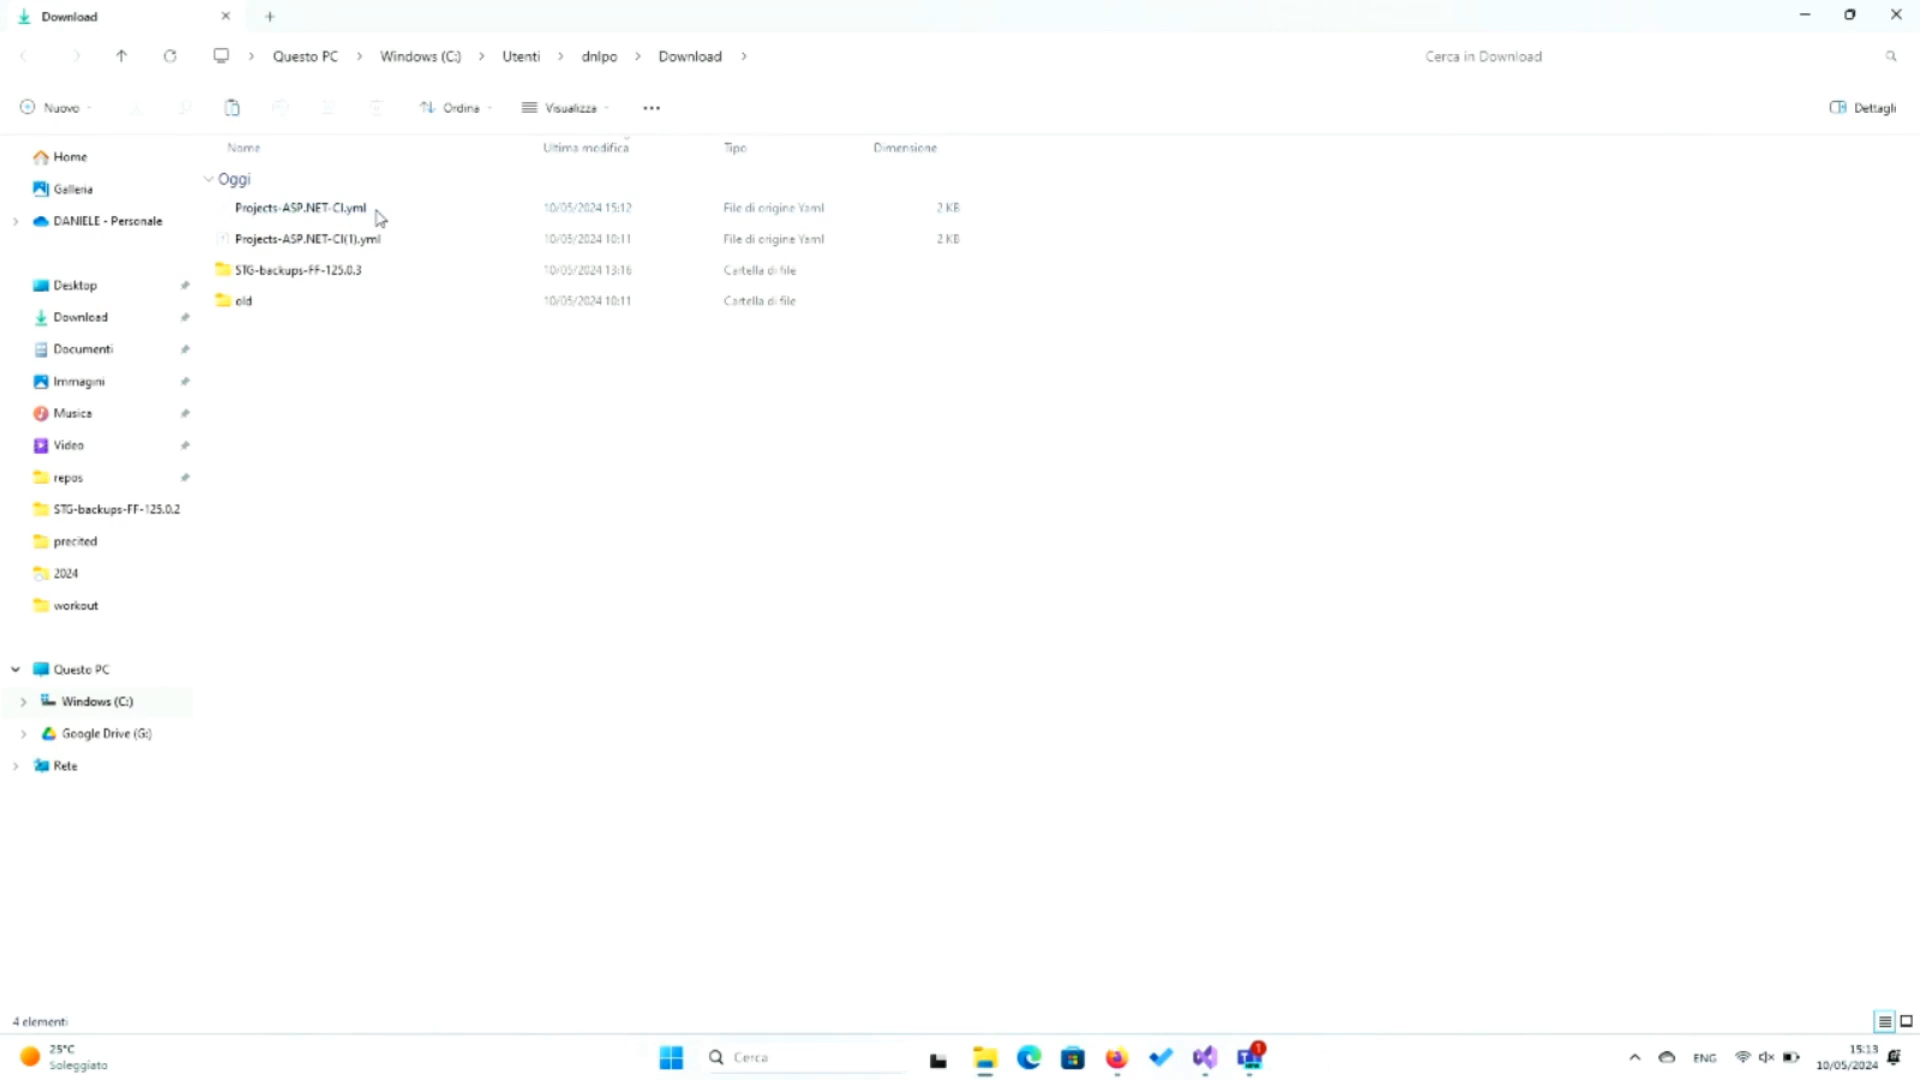 Download
Questo PC > Windows (C:) > Utenti > dnlpo > Download >
Cerca in Download
Nuovo
Ordina
Visualizza
Dettagli
Nome Ultima modifica Tipo Dimensione
Oggi
Projects-ASP.NET-CI.yml 10/05/2024 15:12 File di origine Yaml 2 KB
Projects-ASP.NET-CI(1).yml 10/05/2024 10:11 File di origine Yaml 2 KB
STG-backups-FF-125.0.3 10/05/2024 13:16 Cartella di file
old 10/05/2024 10:11 Cartella di file
Home
Galleria
DANIELE - Personale
Desktop
Download
Documenti
Immagini
Musica
Video
repos
STG-backups-FF-125.0.2
precited
2024
workout
Questo PC
Windows (C:)
Google Drive (G:)
Rete
4 elementi
25°C
Soleggiato
Cerca
1
ENG
15:13
10/05/2024